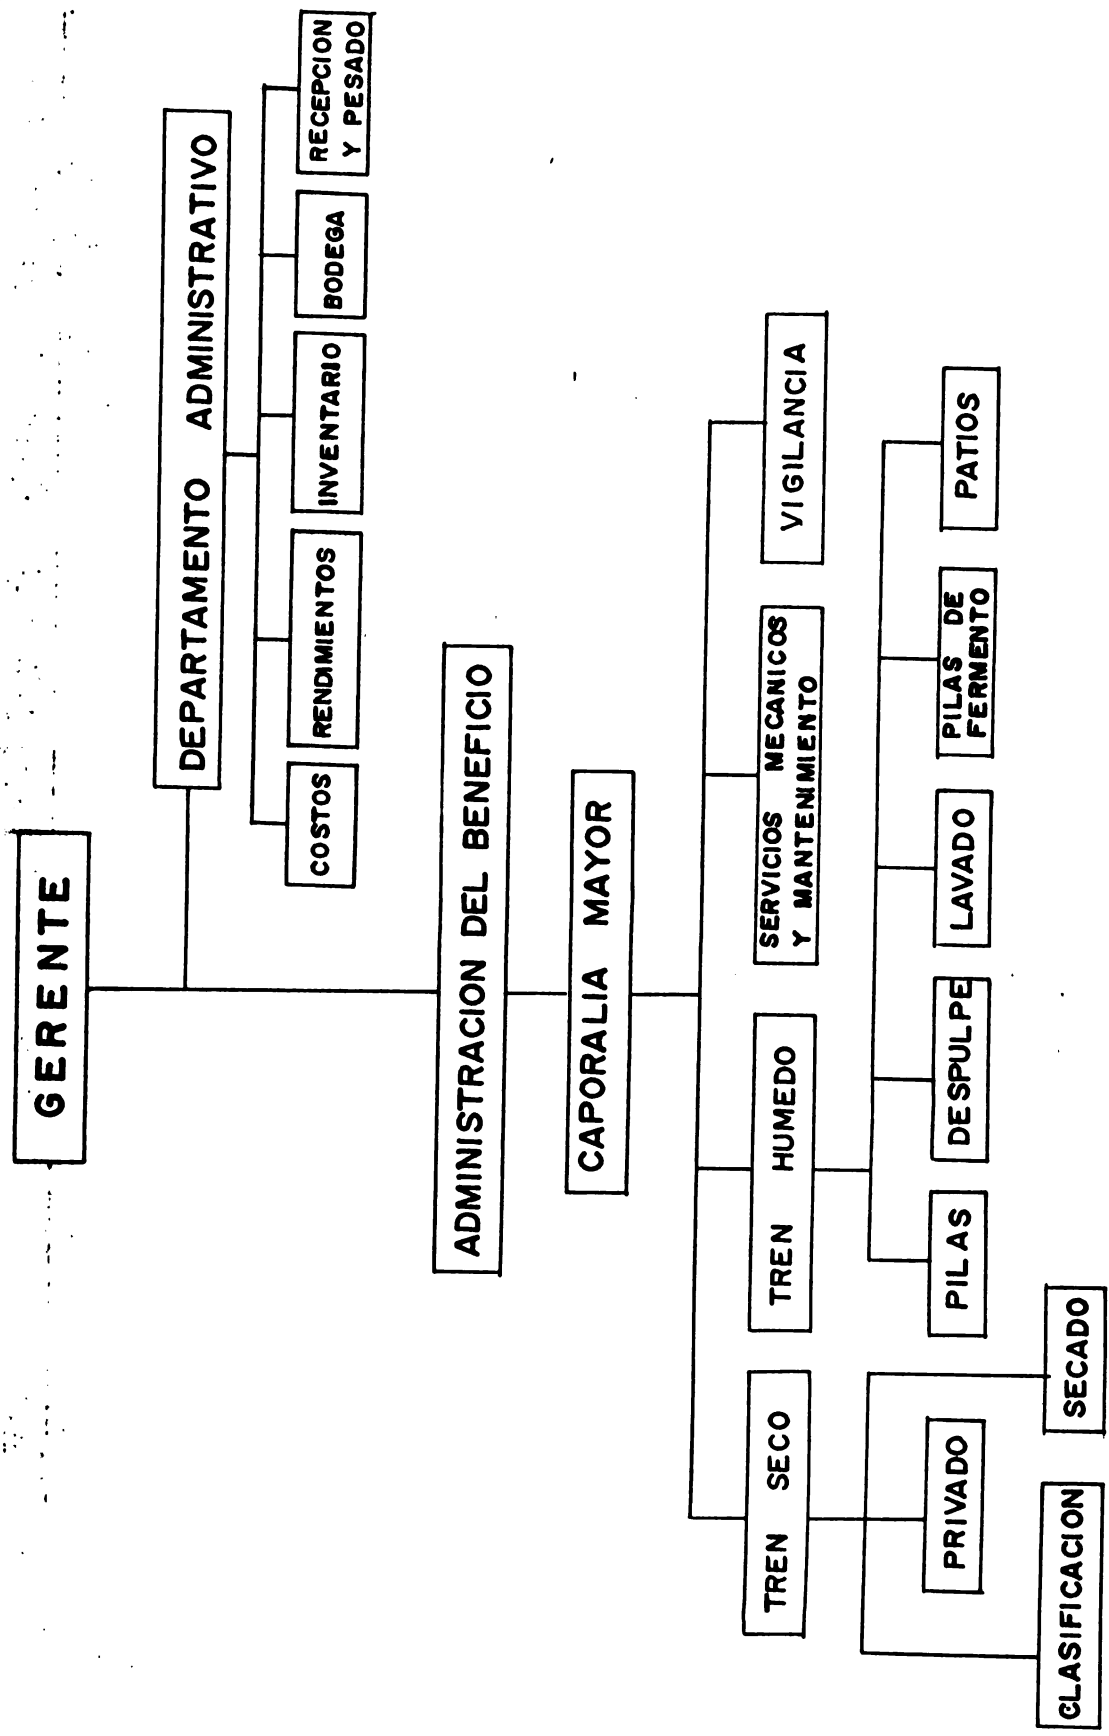 GERENTE
DEPARTAMENTO ADMINISTRATIVO
COSTOS
RENDIMIENTOS
INVENTARIO
BODEGA
RECEPCION
Y PESADO
ADMINISTRACION DEL BENEFICIO
CAPORALIA MAYOR
TREN SECO
TREN HUMEDO
SERVICIOS MECANICOS
Y MANTENIMIENTO
VIGILANCIA
PRIVADO
CLASIFICACION
SECADO
PILAS
DESPULPE
LAVADO
PILAS DE
FERMENTO
PATIOS